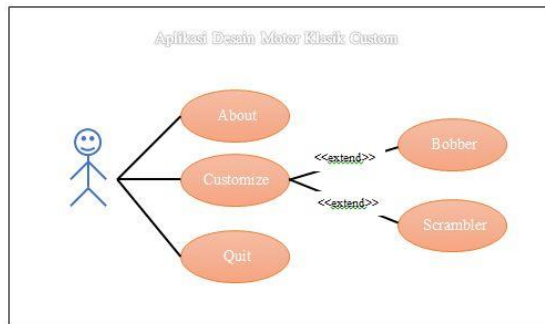 Aplikasi Desain Motor Klasik Custom
About
Customize
Quit
<<extend>>
<<extend>>
Bobber
Scrambler